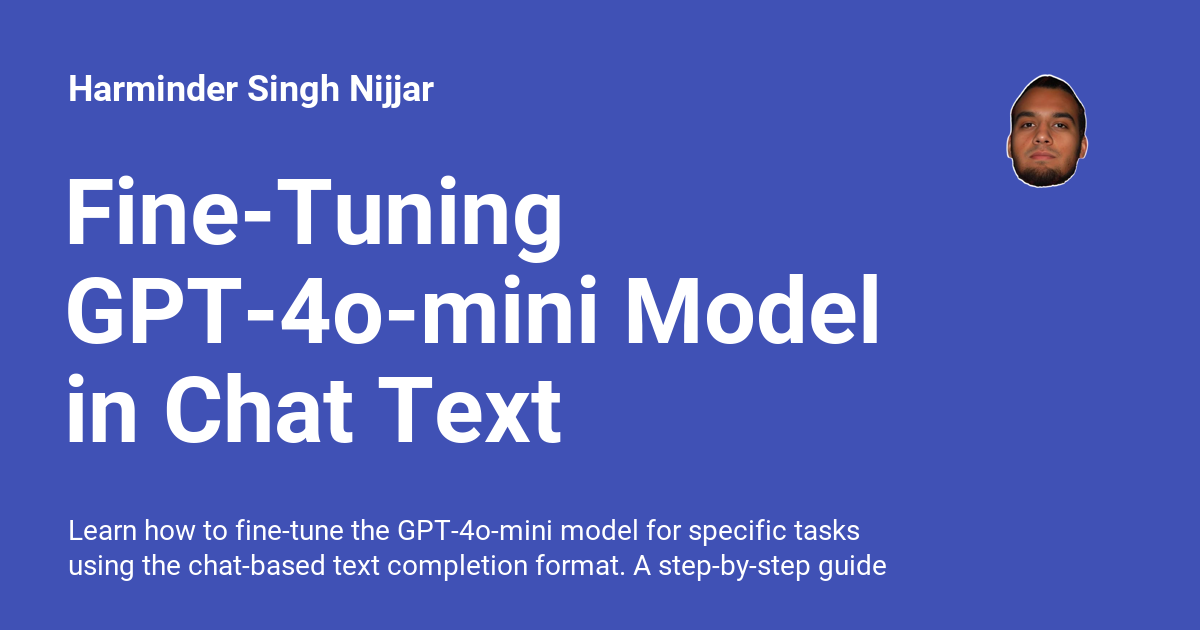 Harminder Singh Nijjar
Fine-Tuning
GPT-4o-mini Model
in Chat Text
Learn how to fine-tune the GPT-4o-mini model for specific tasks
using the chat-based text completion format. A step-by-step guide